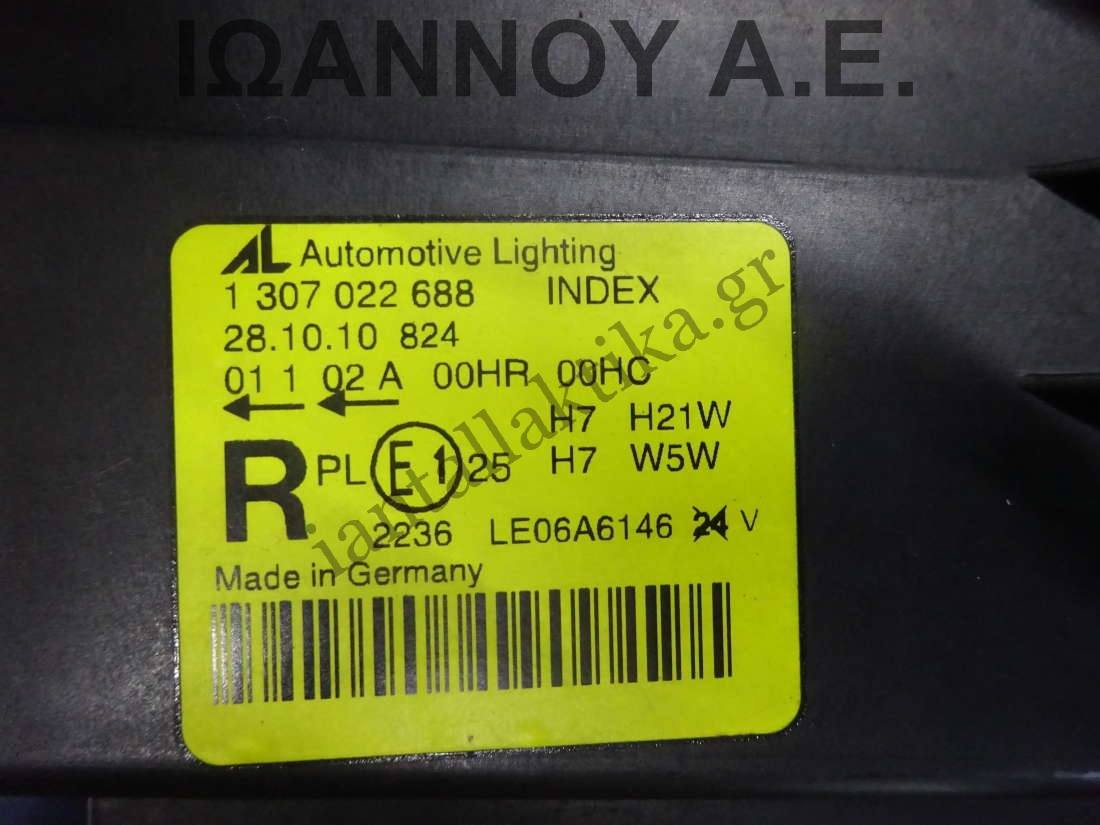 ΙΩΑΝΝΟΥ Α.Ε.
AL Automotive Lighting
1 307 022 688 INDEX
28.10.10 824
01 1 02 A 00HR 00HC
H7 H21W
R PL E1 25 H7 W5W
2236 LE06A6146 24 V
Made in Germany
iantallaktika.gr